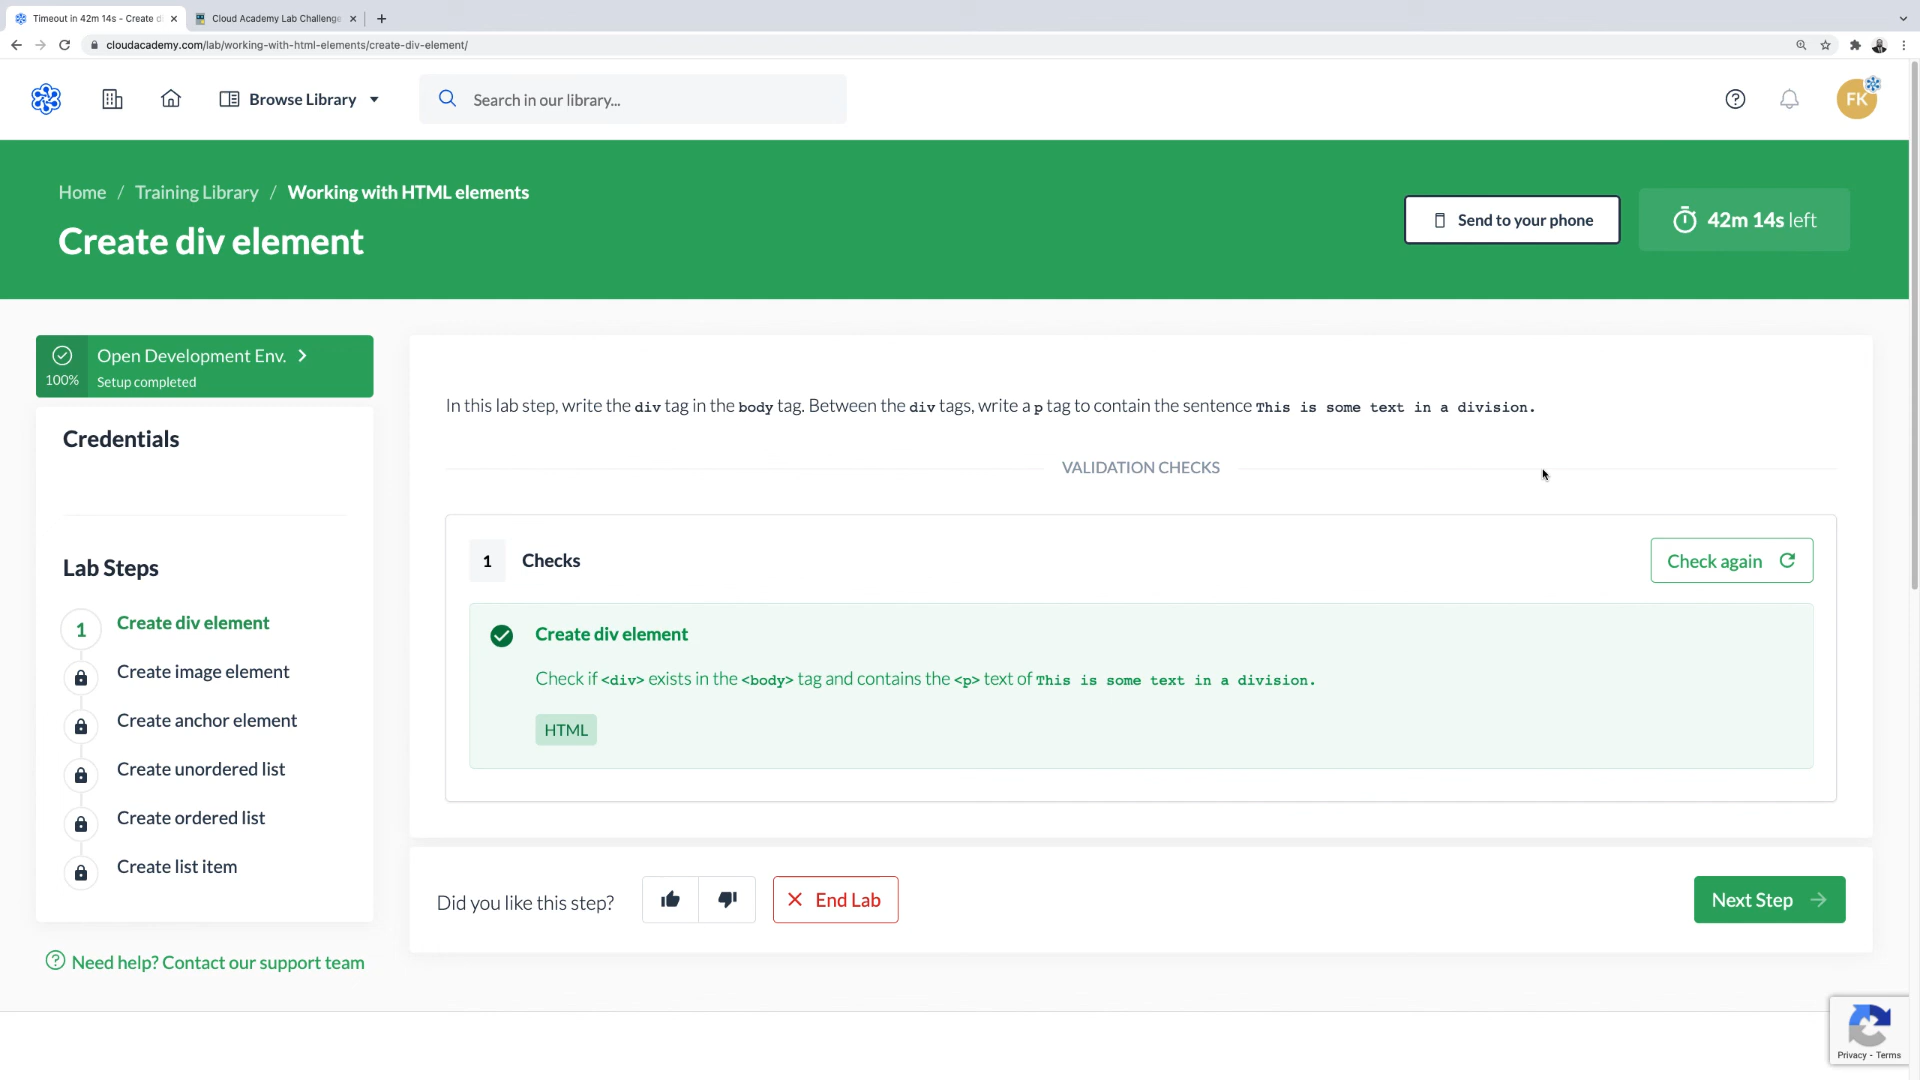 Timeout in 42m 14s - Create d
Cloud Academy Lab Challenge
cloudacademy.com/lab/working-with-html-elements/create-div-element/
Browse Library
Search in our library...
FK
Home / Training Library / Working with HTML elements
Create div element
Send to your phone
42m 14s left
100%
Open Development Env.
Setup completed
Credentials
Lab Steps
1
Create div element
Create image element
Create anchor element
Create unordered list
Create ordered list
Create list item
Need help? Contact our support team
In this lab step, write the div tag in the body tag. Between the div tags, write a p tag to contain the sentence This is some text in a division.
VALIDATION CHECKS
1 Checks
Check again
Create div element
Check if <div> exists in the <body> tag and contains the <p> text of This is some text in a division.
HTML
Did you like this step?
End Lab
Next Step
Privacy - Terms